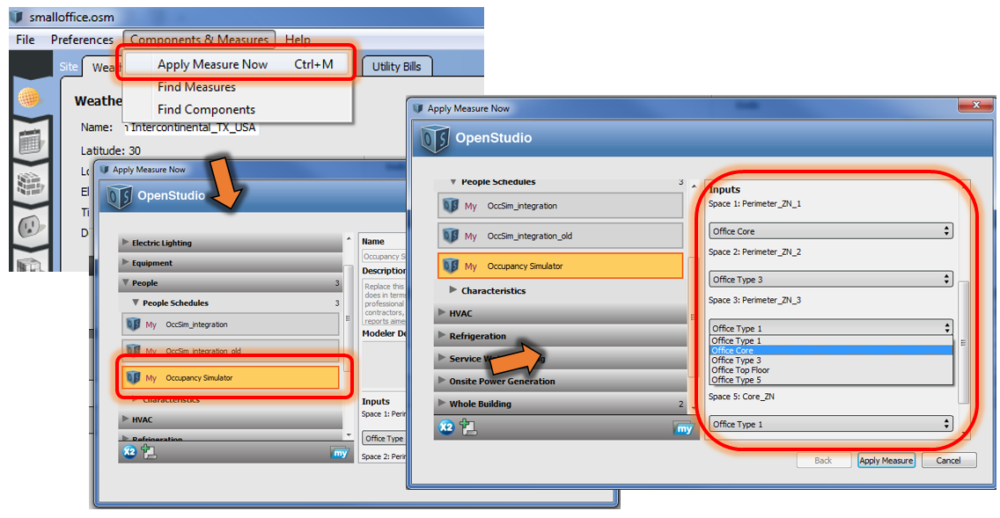 smalloffice.osm
File Preferences Components & Measures Help
Apply Measure Now Ctrl+M
Find Measures
Find Components
Site Weath
Utility Bills
Weathe
Name: n Intercontinental_TX_USA
Latitude: 30
Lo
El
Ti
D
Apply Measure Now
OpenStudio
Electric Lighting
Equipment
People 3
People Schedules 3
My OccSim_integration
My OccSim_integration_old
My Occupancy Simulator
Characteristics
HVAC
Refrigeration
X2
my
Name
Occupancy S
Description
Replace this
does in terms
professional
contractors,
reports aime
Modeler De
Inputs
Space 1: Perim
Office Type
Space 2: Perim
Apply Measure Now
OS OpenStudio
People Schedules 3
My OccSim_integration
My OccSim_integration_old
My Occupancy Simulator
Characteristics
HVAC
Refrigeration
Service W
Onsite Power Generation
Whole Building 2
X2
my
Inputs
Space 1: Perimeter_ZN_1
Office Core
Space 2: Perimeter_ZN_2
Office Type 3
Space 3: Perimeter_ZN_3
Office Type 1
Office Type 1
Office Core
Office Type 3
Office Top Floor
Office Type 5
Space 5: Core_ZN
Office Type 1
Back Apply Measure Cancel